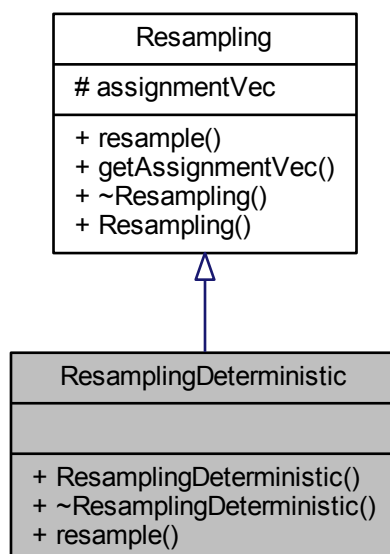 Resampling
# assignmentVec
+ resample()
+ getAssignmentVec()
+ ~Resampling()
+ Resampling()
ResamplingDeterministic
+ ResamplingDeterministic()
+ ~ResamplingDeterministic()
+ resample()